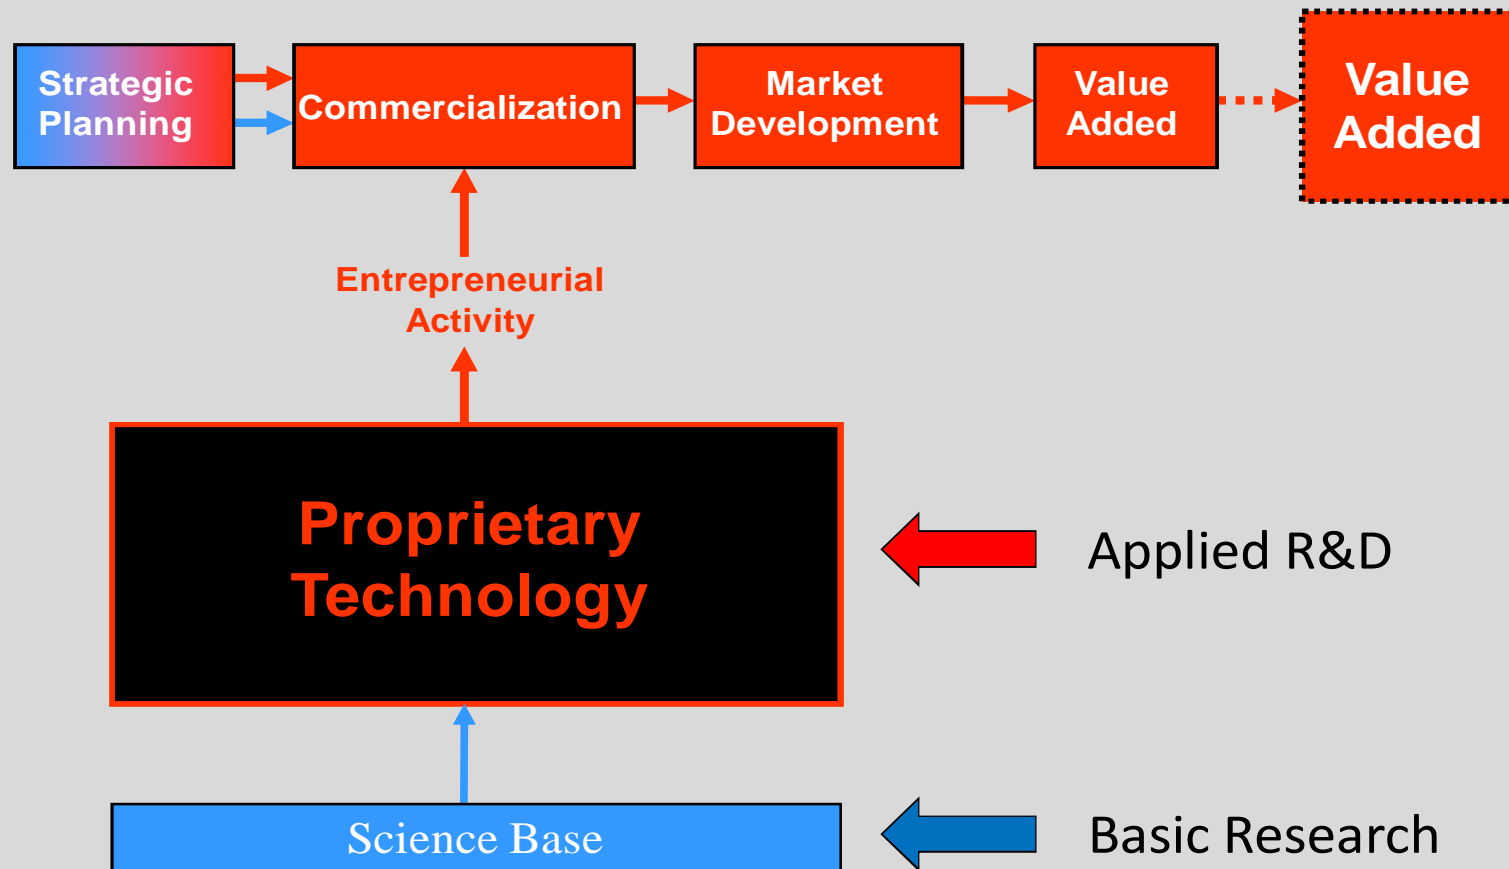 Strategic
Planning
Commercialization
Market
Development
Value
Added
Value
Added
Entrepreneurial
Activity
Proprietary
Technology
Applied R&D
Science Base
Basic Research